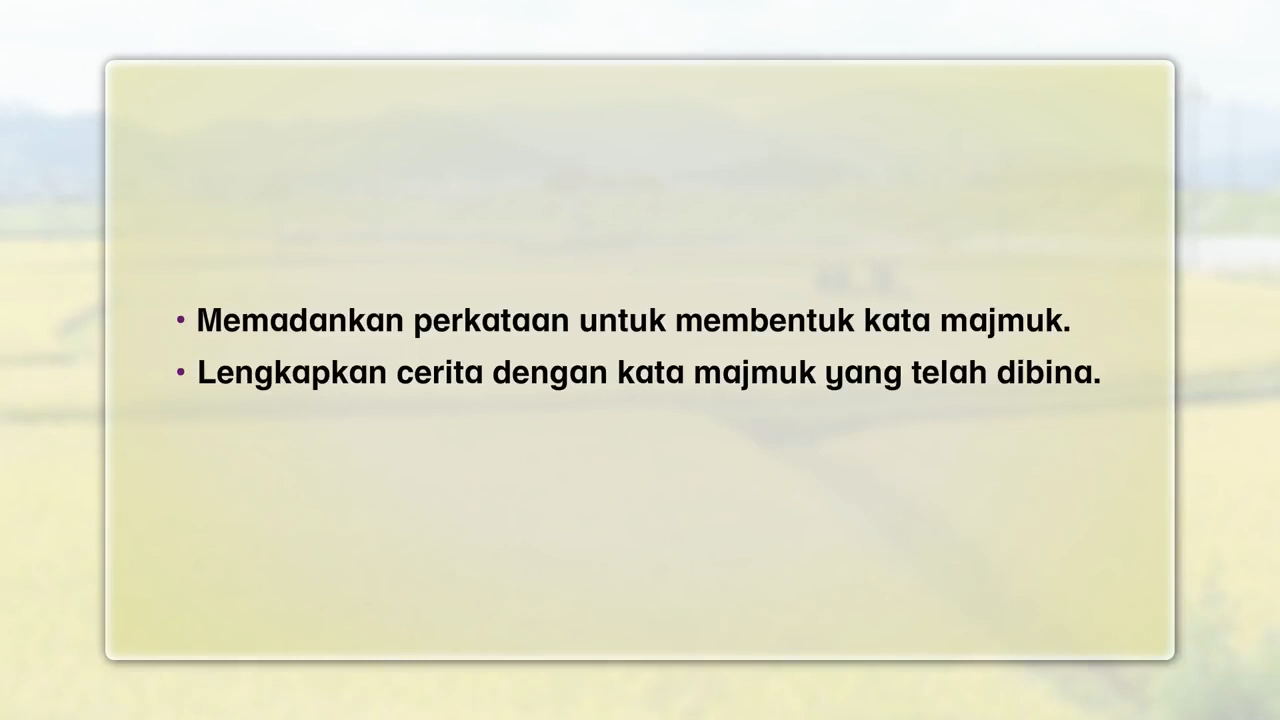 • Memadankan perkataan untuk membentuk kata majmuk.
• Lengkapkan cerita dengan kata majmuk yang telah dibina.